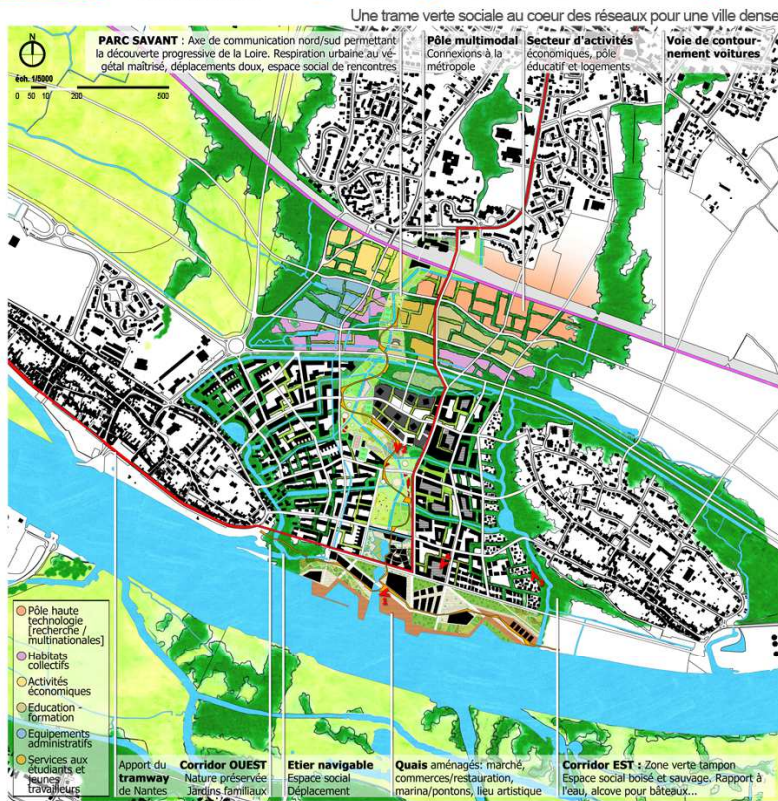 Une trame verte sociale au coeur des réseaux pour une ville dense
PARC SAVANT : Axe de communication nord/sud permettant
la découverte progressive de la Loire. Respiration urbaine au vé-
gétal maîtrisé, déplacements doux, espace social de rencontres
Pôle multimodal
Connexions à la
métropole
Secteur d'activités
économiques, pôle
éducatif et logements
Voie de contour-
nement voitures
N
éch. 1/5000
0 50 10 200 500
Pôle haute
technologie
[recherche /
multinationales]
Habitats
collectifs
Activités
économiques
Education -
formation
Equipements
administratifs
Services aux
étudiants et
jeunes
travailleurs
Apport du
tramway
de Nantes
Corridor OUEST
Nature préservée
Jardins familiaux
Etier navigable
Espace social
Déplacement
Quais aménagés: marché,
commerces/restauration,
marina/pontons, lieu artistique
Corridor EST : Zone verte tampon
Espace social boisé et sauvage. Rapport à
l'eau, alcove pour bâteaux...